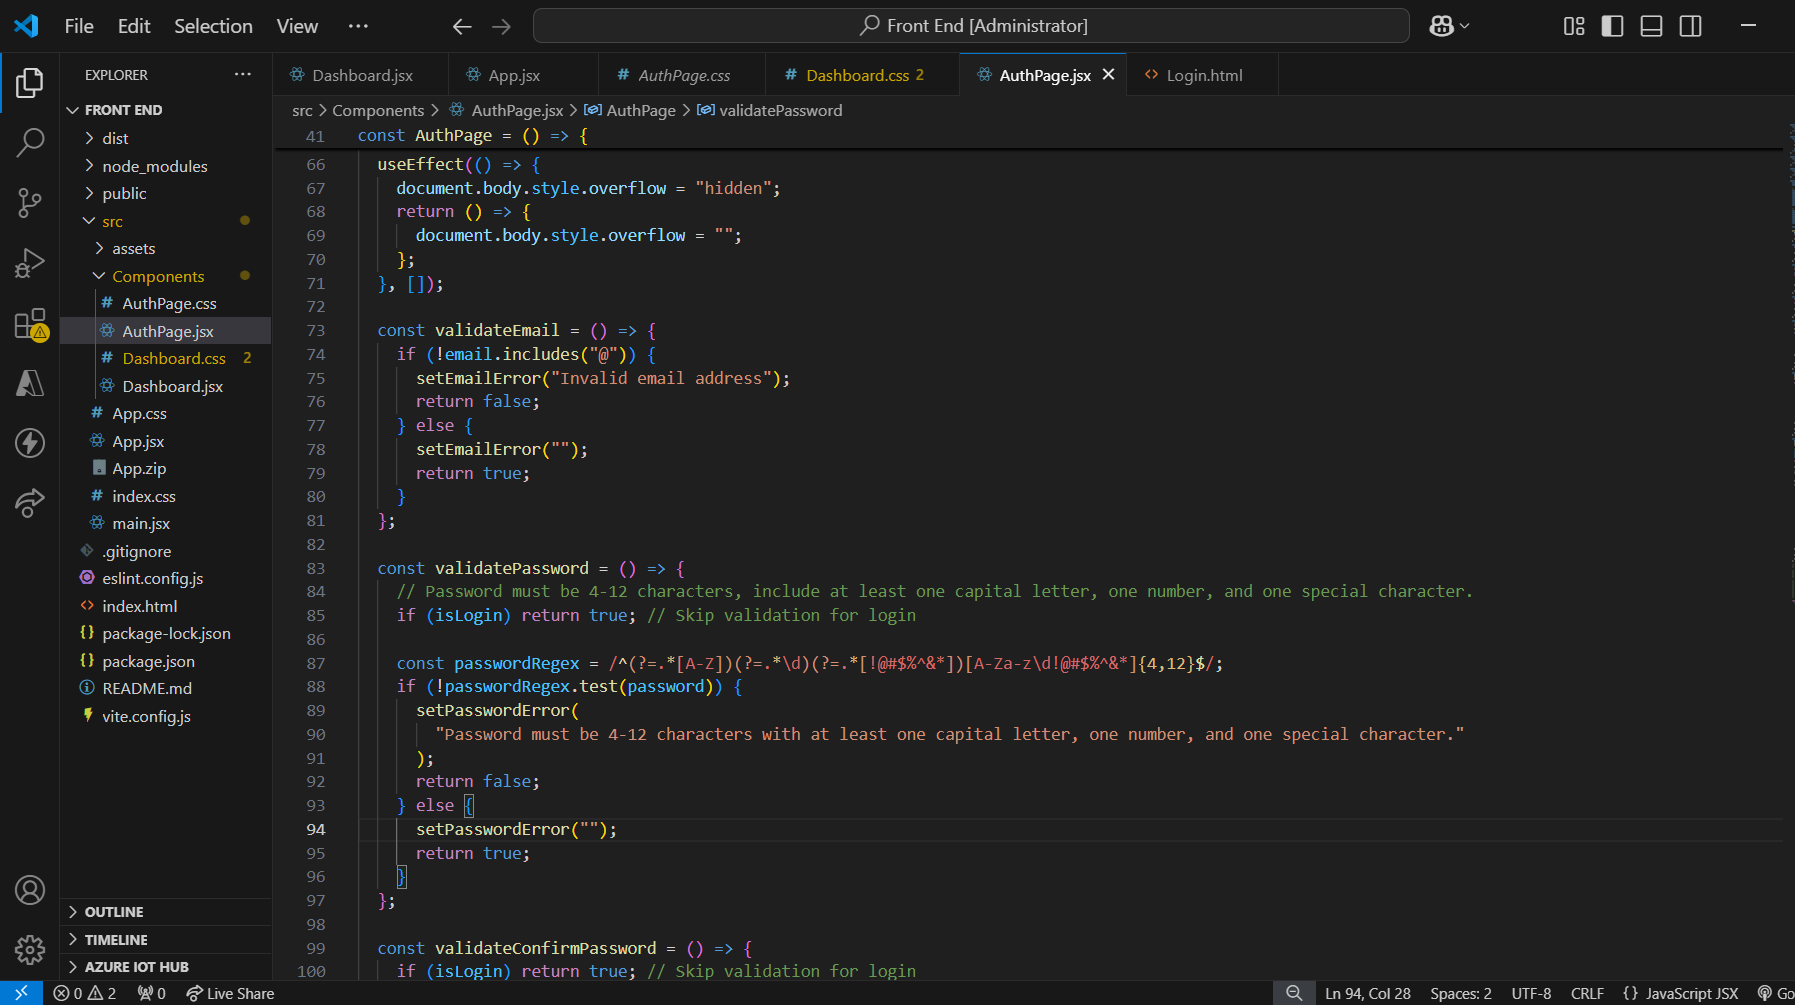 File Edit Selection View ··· Front End [Administrator]
EXPLORER ···
FRONT END
dist
node_modules
public
src
assets
Components
# AuthPage.css
AuthPage.jsx
# Dashboard.css 2
Dashboard.jsx
# App.css
App.jsx
App.zip
# index.css
main.jsx
.gitignore
eslint.config.js
<> index.html
{} package-lock.json
{} package.json
README.md
vite.config.js
OUTLINE
TIMELINE
AZURE IOT HUB
Dashboard.jsx App.jsx # AuthPage.css # Dashboard.css 2 AuthPage.jsx <> Login.html
src > Components > AuthPage.jsx > AuthPage > validatePassword
41 const AuthPage = () => {
66 useEffect(() => {
67 document.body.style.overflow = "hidden";
68 return () => {
69 document.body.style.overflow = "";
70 };
71 }, []);
72
73 const validateEmail = () => {
74 if (!email.includes("@")) {
75 setEmailError("Invalid email address");
76 return false;
77 } else {
78 setEmailError("");
79 return true;
80 }
81 };
82
83 const validatePassword = () => {
84 // Password must be 4-12 characters, include at least one capital letter, one number, and one special character.
85 if (isLogin) return true; // Skip validation for login
86
87 const passwordRegex = /^(?=.*[A-Z])(?=.*\d)(?=.*[!@#$%^&*])[A-Za-z\d!@#$%^&*]{4,12}$/;
88 if (!passwordRegex.test(password)) {
89 setPasswordError(
90 "Password must be 4-12 characters with at least one capital letter, one number, and one special character."
91 );
92 return false;
93 } else {
94 setPasswordError("");
95 return true;
96 }
97 };
98
99 const validateConfirmPassword = () => {
100 if (isLogin) return true; // Skip validation for login
0 2 0 Live Share Ln 94, Col 28 Spaces: 2 UTF-8 CRLF {} JavaScript JSX Go